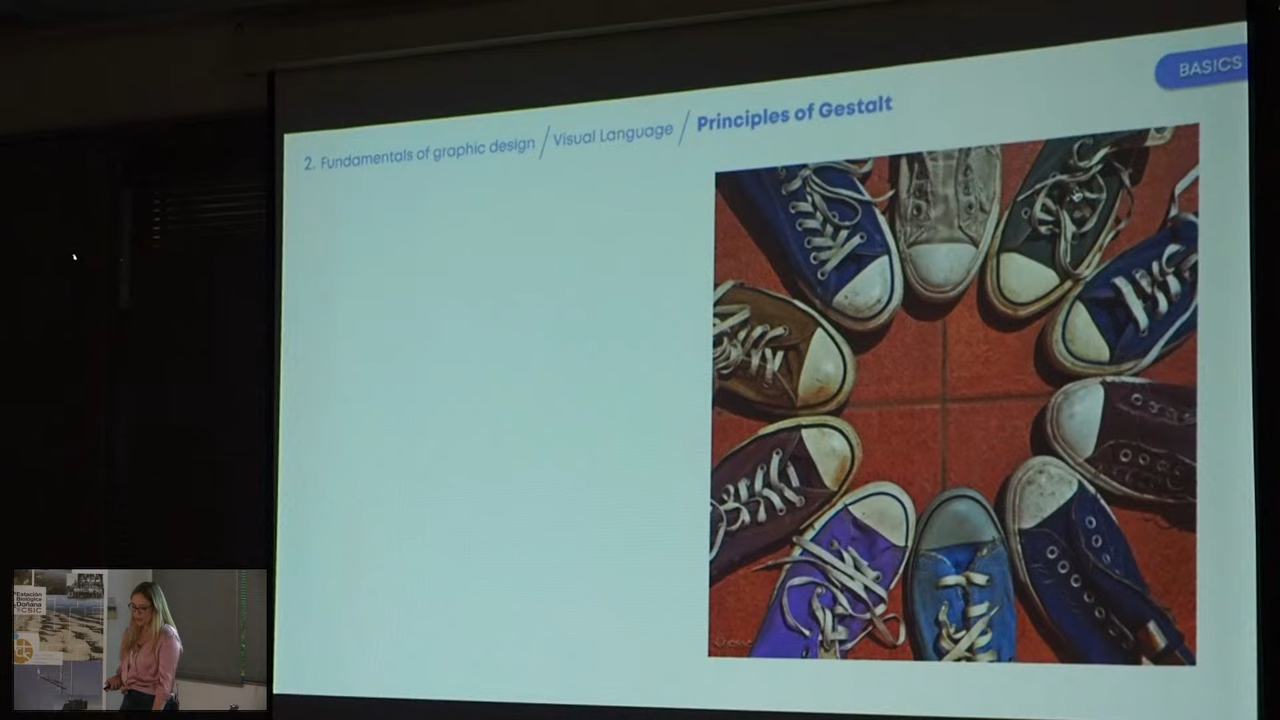 BASICS
2. Fundamentals of graphic design / Visual Language / Principles of Gestalt
Estación
Biológica
Doñana
CSIC